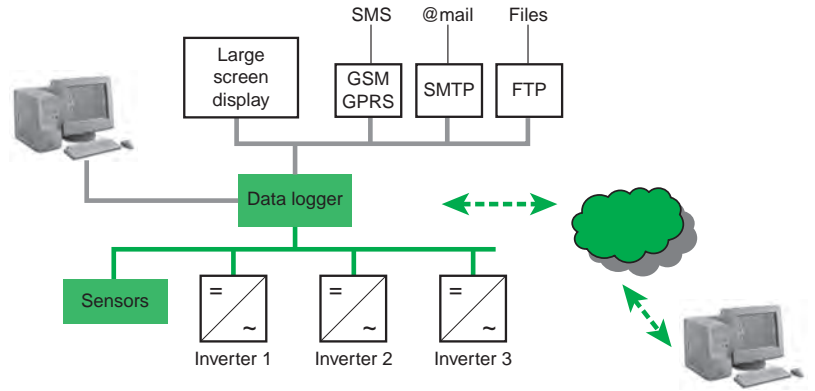 SMS
@mail
Files
Large
screen
display
GSM
GPRS
SMTP
FTP
Data logger
Sensors
=
~
=
~
=
~
Inverter 1
Inverter 2
Inverter 3